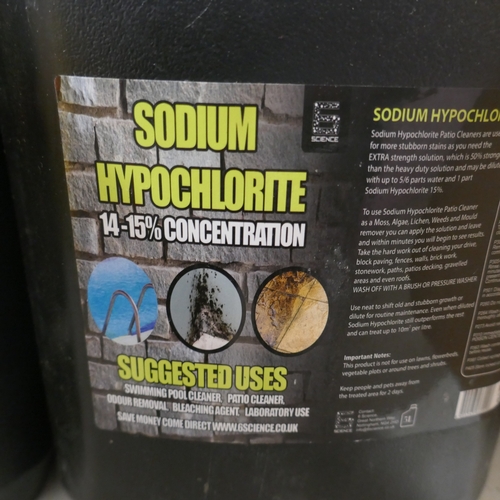 SODIUM
HYPOCHLORITE
14-15% CONCENTRATION
SUGGESTED USES
SWIMMING POOL CLEANER, PATIO CLEANER,
ODOUR REMOVAL, BLEACHING AGENT, LABORATORY USE
SAVE MONEY COME DIRECT WWW.6SCIENCE.CO.UK
SCIENCE
SODIUM HYPOCHLO
Sodium Hypochlorite Patio Cleaners are
for more stubborn stains as you need the
EXTRA strength solution, which is 50%
than the heavy duty solution and may be
with up to 5/6 parts water and 1 part
Sodium Hypochlorite 15%.
To use Sodium Hypochlorite Patio Cleaner
as a Moss, Algae, Lichen, Weeds and Mould
remover you can apply the solution and leave
and within minutes you will begin to see results.
Take the hard work out of cleaning your drive,
block paving, fences, walls, brick work,
stonework, paths, patios decking, gravelled
areas and even roofs.
WASH OFF WITH A BRUSH OR PRESSURE WASHER
Use neat to shift old and stubborn growth or
dilute for routine maintenance. Even when diluted
Sodium Hypochlorite still outperforms the rest
and can treat up to 10m² per litre.
Important Notes:
This product is not for use on lawns, flowerbeds,
vegetable plots or around trees and shrubs.
Keep people and pets away from
the treated area for 2 days.
SCIENCE
Contact